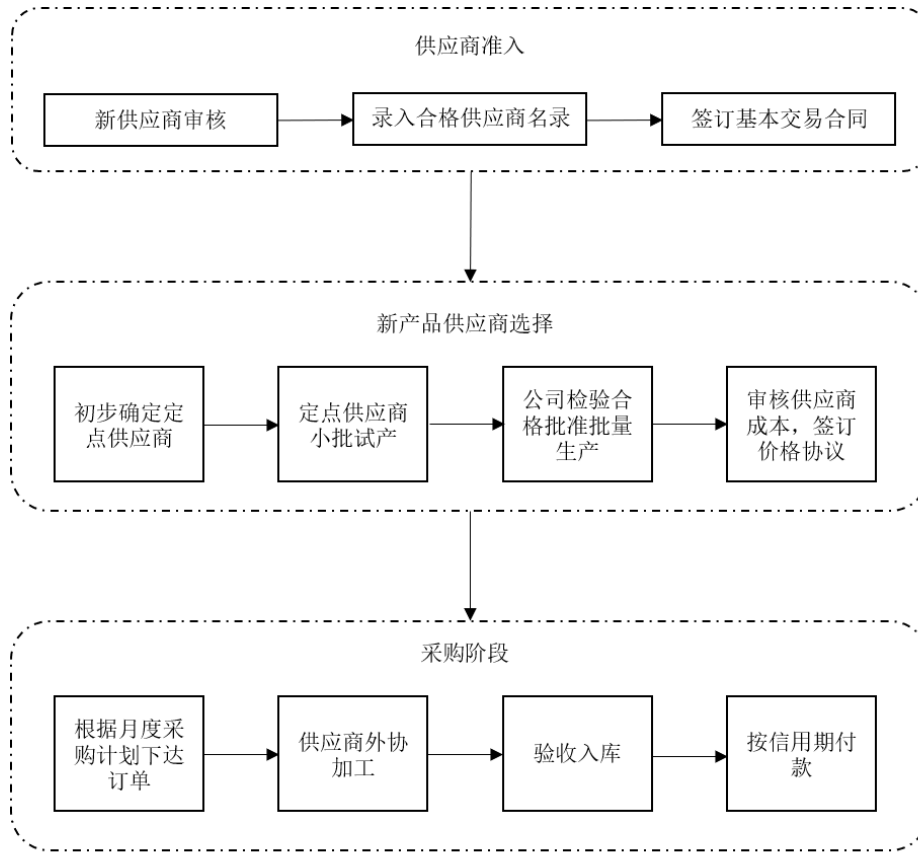 供应商准入
新供应商审核
录入合格供应商名录
签订基本交易合同
新产品供应商选择
初步确定定
点供应商
定点供应商
小批试产
公司检验合
格批准批量
生产
审核供应商
成本，签订
价格协议
采购阶段
根据月度采
购计划下达
订单
供应商外协
加工
验收入库
按信用期付
款